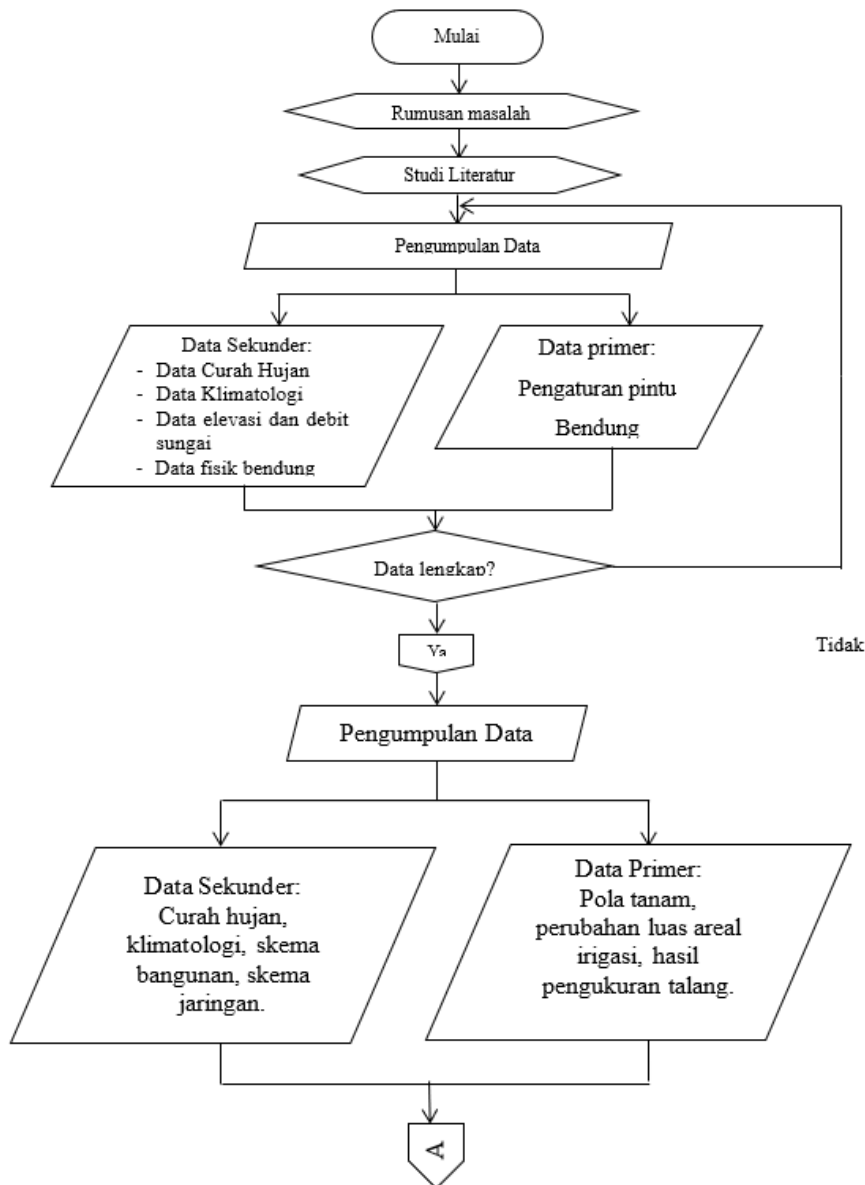 Mulai
Rumusan masalah
Studi Literatur
Pengumpulan Data
Data Sekunder:
- Data Curah Hujan
- Data Klimatologi
- Data elevasi dan debit
sungai
- Data fisik bendung
Data primer:
Pengaturan pintu
Bendung
Data lengkap?
Ya
Tidak
Pengumpulan Data
Data Sekunder:
Curah hujan,
klimatologi, skema
bangunan, skema
jaringan.
Data Primer:
Pola tanam,
perubahan luas areal
irigasi, hasil
pengukuran talang.
A